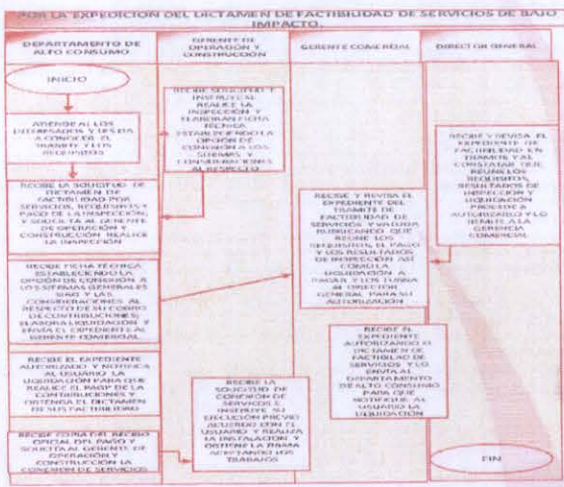 POR LA EXPEDICION DEL DICTAMEN DE FACTIBILIDAD DE SERVICIOS DE BAJO
IMPACTO.
DEPARTAMENTO DE
ALTO CONSUMO
GERENTE DE
OPERACIÓN Y
CONSTRUCCIÓN
GERENTE COMERCIAL
DIRECTOR GENERAL
INICIO
ATIENDE AL LOS
INTERESADOS Y LES DA
A CONOCER EL
TRAMITE Y LOS
REQUISITOS
RECIBE SOLICITUD E
INSTRUYE SE
REALICE LA
INSPECCIÓN Y
ELABORAN FICHA
TÉCNICA
ESTABLECIENDO LA
OPCIÓN DE
CONEXIÓN A LOS
SISTEMAS Y
CONSIDERACIONES
AL RESPECTO
RECIBE LA SOLICITUD DE
DICTAMEN DE
FACTIBILIDAD POR
SERVICIOS, REQUISITOS Y
PAGO DE LA INSPECCIÓN,
Y SOLICITA AL GERENTE
DE OPERACIÓN Y
CONSTRUCCIÓN REALICE
LA INSPECCIÓN
RECIBE Y REVISA EL
EXPEDIENTE DEL
TRAMITE DE
FACTIBILIDAD DE
SERVICIOS Y VALIDA
RUBRICANDO QUE
REÚNE LOS
REQUISITOS, EL PAGO
Y LOS RESULTADOS
DE INSPECCIÓN ASÍ
COMO LA
LIQUIDACIÓN A
PAGAR Y LOS TURNA
AL DIRECTOR
GENERAL PARA SU
AUTORIZACIÓN
RECIBE Y REVISA EL
EXPEDIENTE DE
FACTIBILIDAD EN
TRAMITE Y AL
CONSTATAR QUE
REÚNE LOS
REQUISITOS,
RESULTADOS DE
INSPECCIÓN Y
LIQUIDACIÓN
PROCEDE A
AUTORIZARLO Y LO
REMITE A LA
GERENCIA
COMERCIAL
RECIBE FICHA TÉCNICA
ESTABLECIENDO LA
OPCIÓN DE CONEXIÓN A
LOS SISTEMAS GENERALES
Y LAS
CONSIDERACIONES AL
RESPECTO DE SU COBRO
DE CONTRIBUCIONES;
ELABORA LIQUIDACIÓN Y
ENVIA EL EXPEDIENTE AL
GERENTE COMERCIAL
RECIBE EL EXPEDIENTE
AUTORIZADO Y NOTIFICA
AL USUARIO LA
LIQUIDACIÓN PARA QUE
REALICE EL PAGO DE LA
CONTRIBUCIONES Y
OBTENGA EL DICTAMEN
DE SUS FACTIBILIDAD
RECIBE EL
EXPEDIENTE
AUTORIZANDO O
DICTAMEN DE
FACTIBILIAD DE
SERVICIOS Y LO
ENVÍA AL
DEPARTAMENTO
DE ALTO CONSUMO
PARA QUE
NOTIFIQUE AL
USUARIO LA
LIQUIDACIÓN
RECIBE COPIA DEL RECIBO
OFICIAL DEL PAGO Y
SOLICITA AL GERENTE DE
OPERACIÓN Y
CONSTRUCCIÓN LA
CONEXIÓN DE SERVICIOS
RECIBE LA
SOLICITUD DE
CONEXIÓN DE
SERVICIOS E
INSTRUYE SU
EJECUCIÓN PREVIO
ACUERDO CON EL
USUARIO Y REALIZA
LA INSTALACIÓN Y
OBTIENE LA FIRMA
ACEPTANDO LOS
TRABAJOS
FIN